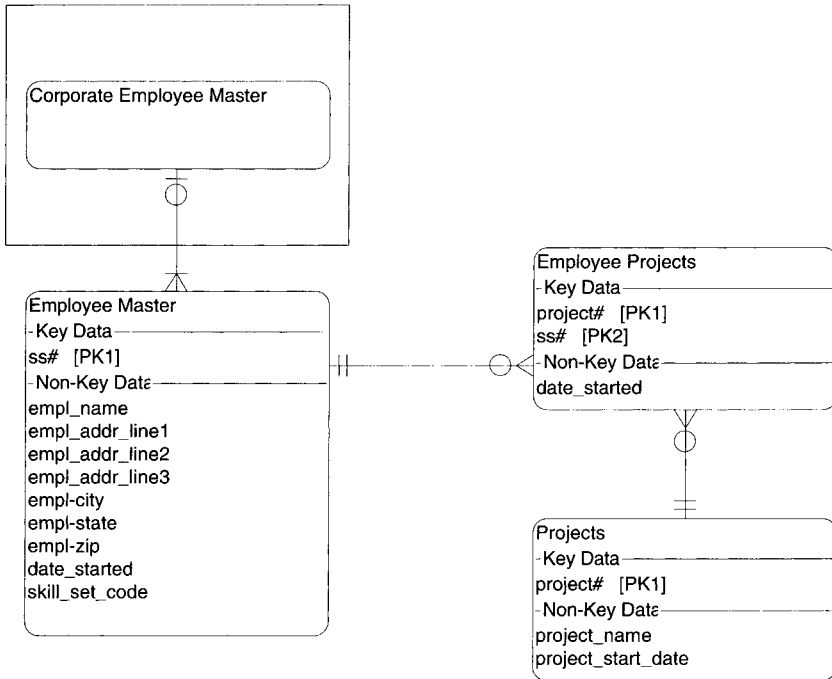 Corporate Employee Master
Employee Master
Key Data
ss# [PK1]
Non-Key Data
empl_name
empl_addr_line1
empl_addr_line2
empl_addr_line3
empl-city
empl-state
empl-zip
date_started
skill_set_code
Employee Projects
Key Data
project# [PK1]
ss# [PK2]
Non-Key Data
date_started
Projects
Key Data
project# [PK1]
Non-Key Data
project_name
project_start_date